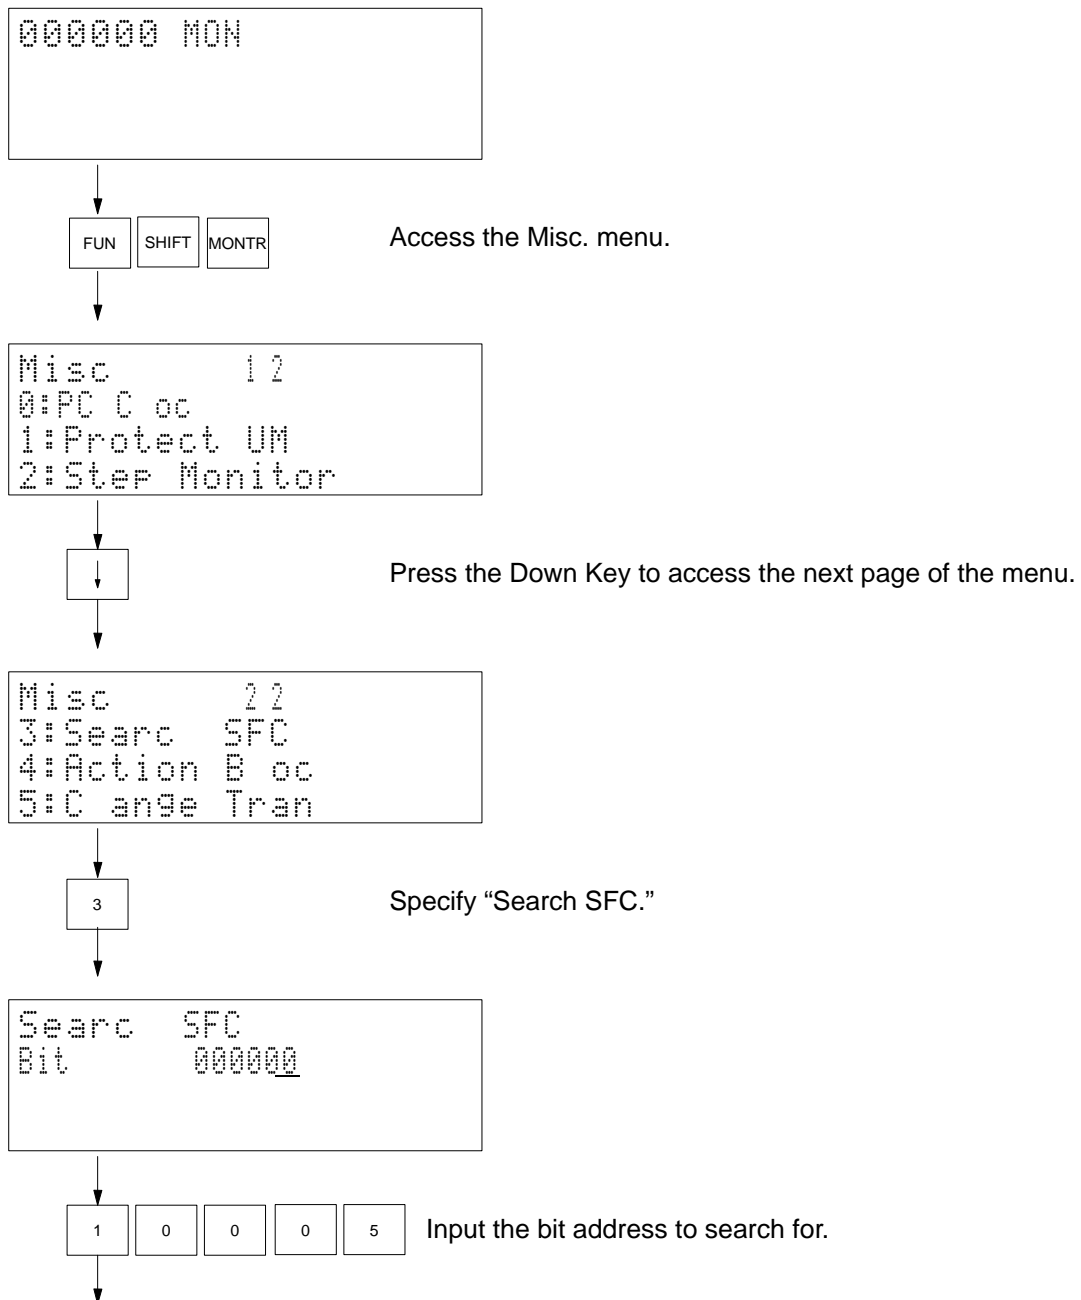 000000 MON
FUN SHIFT MONTR Access the Misc. menu.
Misc 1 2
0:PC C oc
1:Protect UM
2:Step Monitor
Press the Down Key to access the next page of the menu.
Misc 2 2
3:Searc SFC
4:Action B oc
5:C ange Tran
3 Specify “Search SFC.”
Searc SFC
Bit 000000
1 0 0 0 5 Input the bit address to search for.